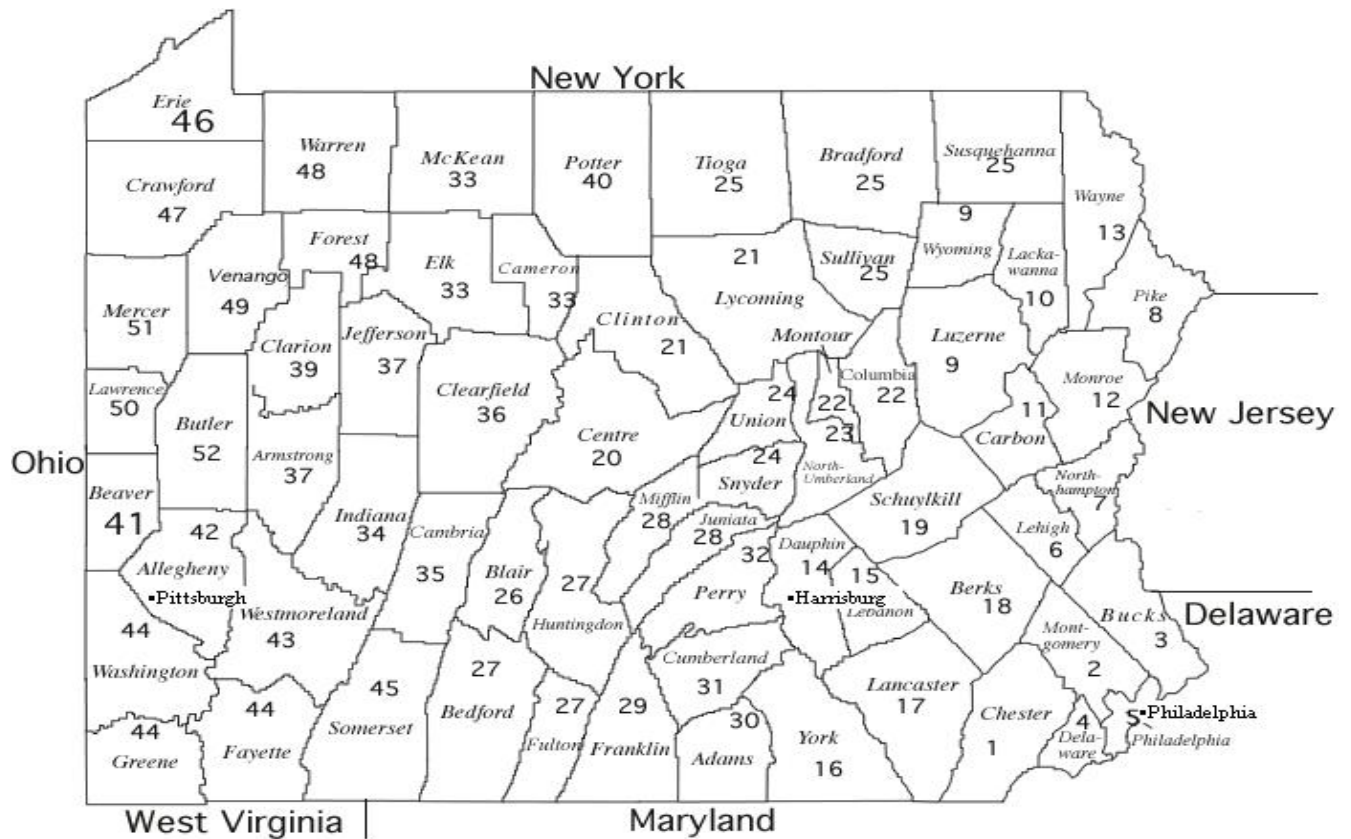 New York
Erie
46
Warren
48
McKean
33
Potter
40
Tioga
25
Bradford
25
Susquehanna
25
Crawford
47
Wayne
13
Forest
48
Elk
33
Cameron
33
21
Lycoming
Sullivan
25
9
Wyoming
Lacka-
wanna
10
Venango
49
Mercer
51
Pike
8
Jefferson
37
Clinton
21
Clarion
39
Montour
22
Columbia
22
Luzerne
9
Lawrence
50
Clearfield
36
Monroe
12
New Jersey
Butler
52
24
Union
11
Carbon
Centre
20
23
North-
Umberland
Ohio
Armstrong
37
24
Snyder
Beaver
41
North-
hampton
7
Mifflin
28
Schuylkill
19
42
Allegheny
Indiana
34
Cambria
35
Juniata
28
Lehigh
6
32
Perry
Dauphin
14
15
Lebanon
Blair
26
27
Huntingdon
Berks
18
Pittsburgh
Harrisburg
Westmoreland
43
Bucks
3
Delaware
44
Washington
Mont-
gomery
2
Cumberland
31
45
Somerset
27
Bedford
Lancaster
17
44
Fayette
27
Fulton
29
Franklin
30
Adams
York
16
Chester
1
4
Dela-
ware
5
Philadelphia
Philadelphia
44
Greene
West Virginia
Maryland